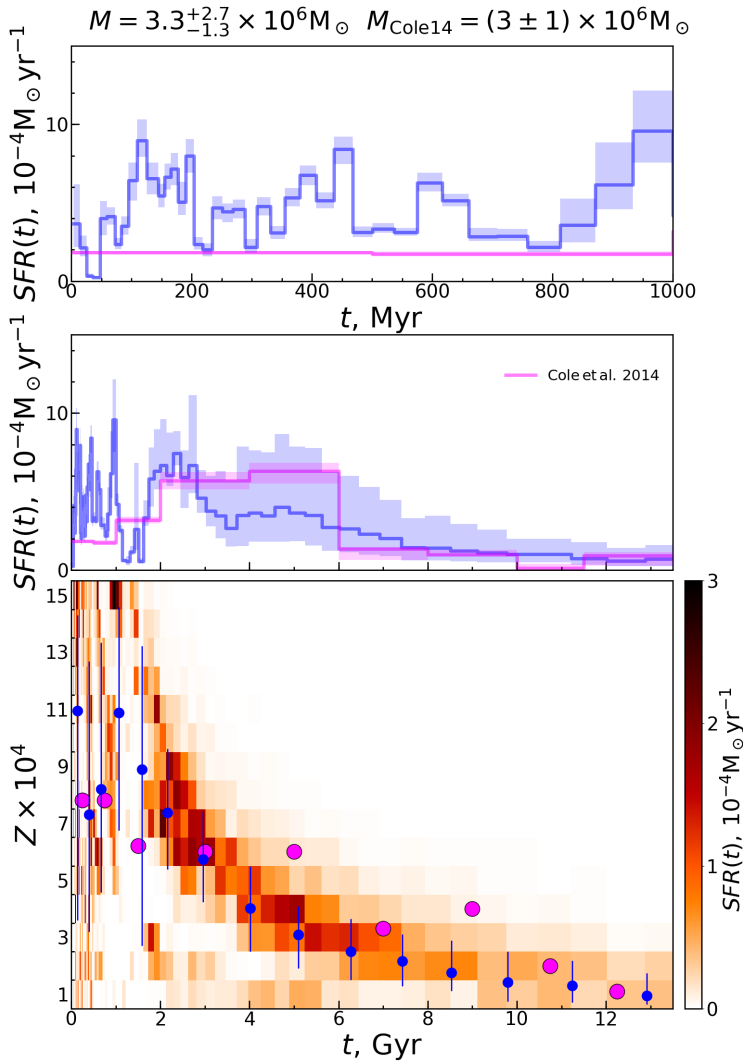 M = 3.3+2.7−1.3 × 10⁶M⊙ MCole14 = (3 ± 1) × 10⁶M⊙
SFR(t), 10⁻⁴M⊙yr⁻¹
10
0
0 200 400 600 800 1000
t, Myr
SFR(t), 10⁻⁴M⊙yr⁻¹
10
0
Cole et al. 2014
Z × 10⁴
15
13
11
9
7
5
3
1
0 2 4 6 8 10 12
t, Gyr
3
2
1
0
SFR(t), 10⁻⁴M⊙yr⁻¹